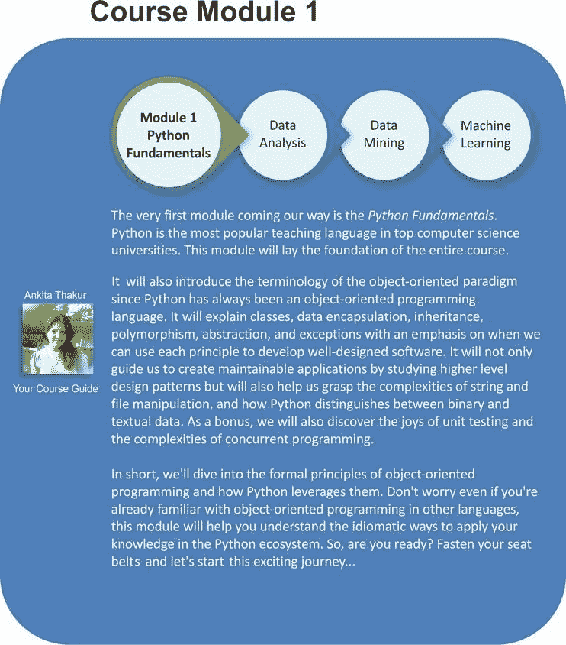 Course Module 1
Module 1
Python
Fundamentals
Data
Analysis
Data
Mining
Machine
Learning
The very first module coming our way is the Python Fundamentals.
Python is the most popular teaching language in top computer science
universities. This module will lay the foundation of the entire course.
It will also introduce the terminology of the object-oriented paradigm
since Python has always been an object-oriented programming
language. It will explain classes, data encapsulation, inheritance,
polymorphism, abstraction, and exceptions with an emphasis on when we
can use each principle to develop well-designed software. It will not only
guide us to create maintainable applications by studying higher level
design patterns but will also help us grasp the complexities of string and
file manipulation, and how Python distinguishes between binary and
textual data. As a bonus, we will also discover the joys of unit testing and
the complexities of concurrent programming.
Ankita Thakur
Your Course Guide
In short, we'll dive into the formal principles of object-oriented
programming and how Python leverages them. Don't worry even if you're
already familiar with object-oriented programming in other languages,
this module will help you understand the idiomatic ways to apply your
knowledge in the Python ecosystem. So, are you ready? Fasten your seat
belts and let's start this exciting journey...